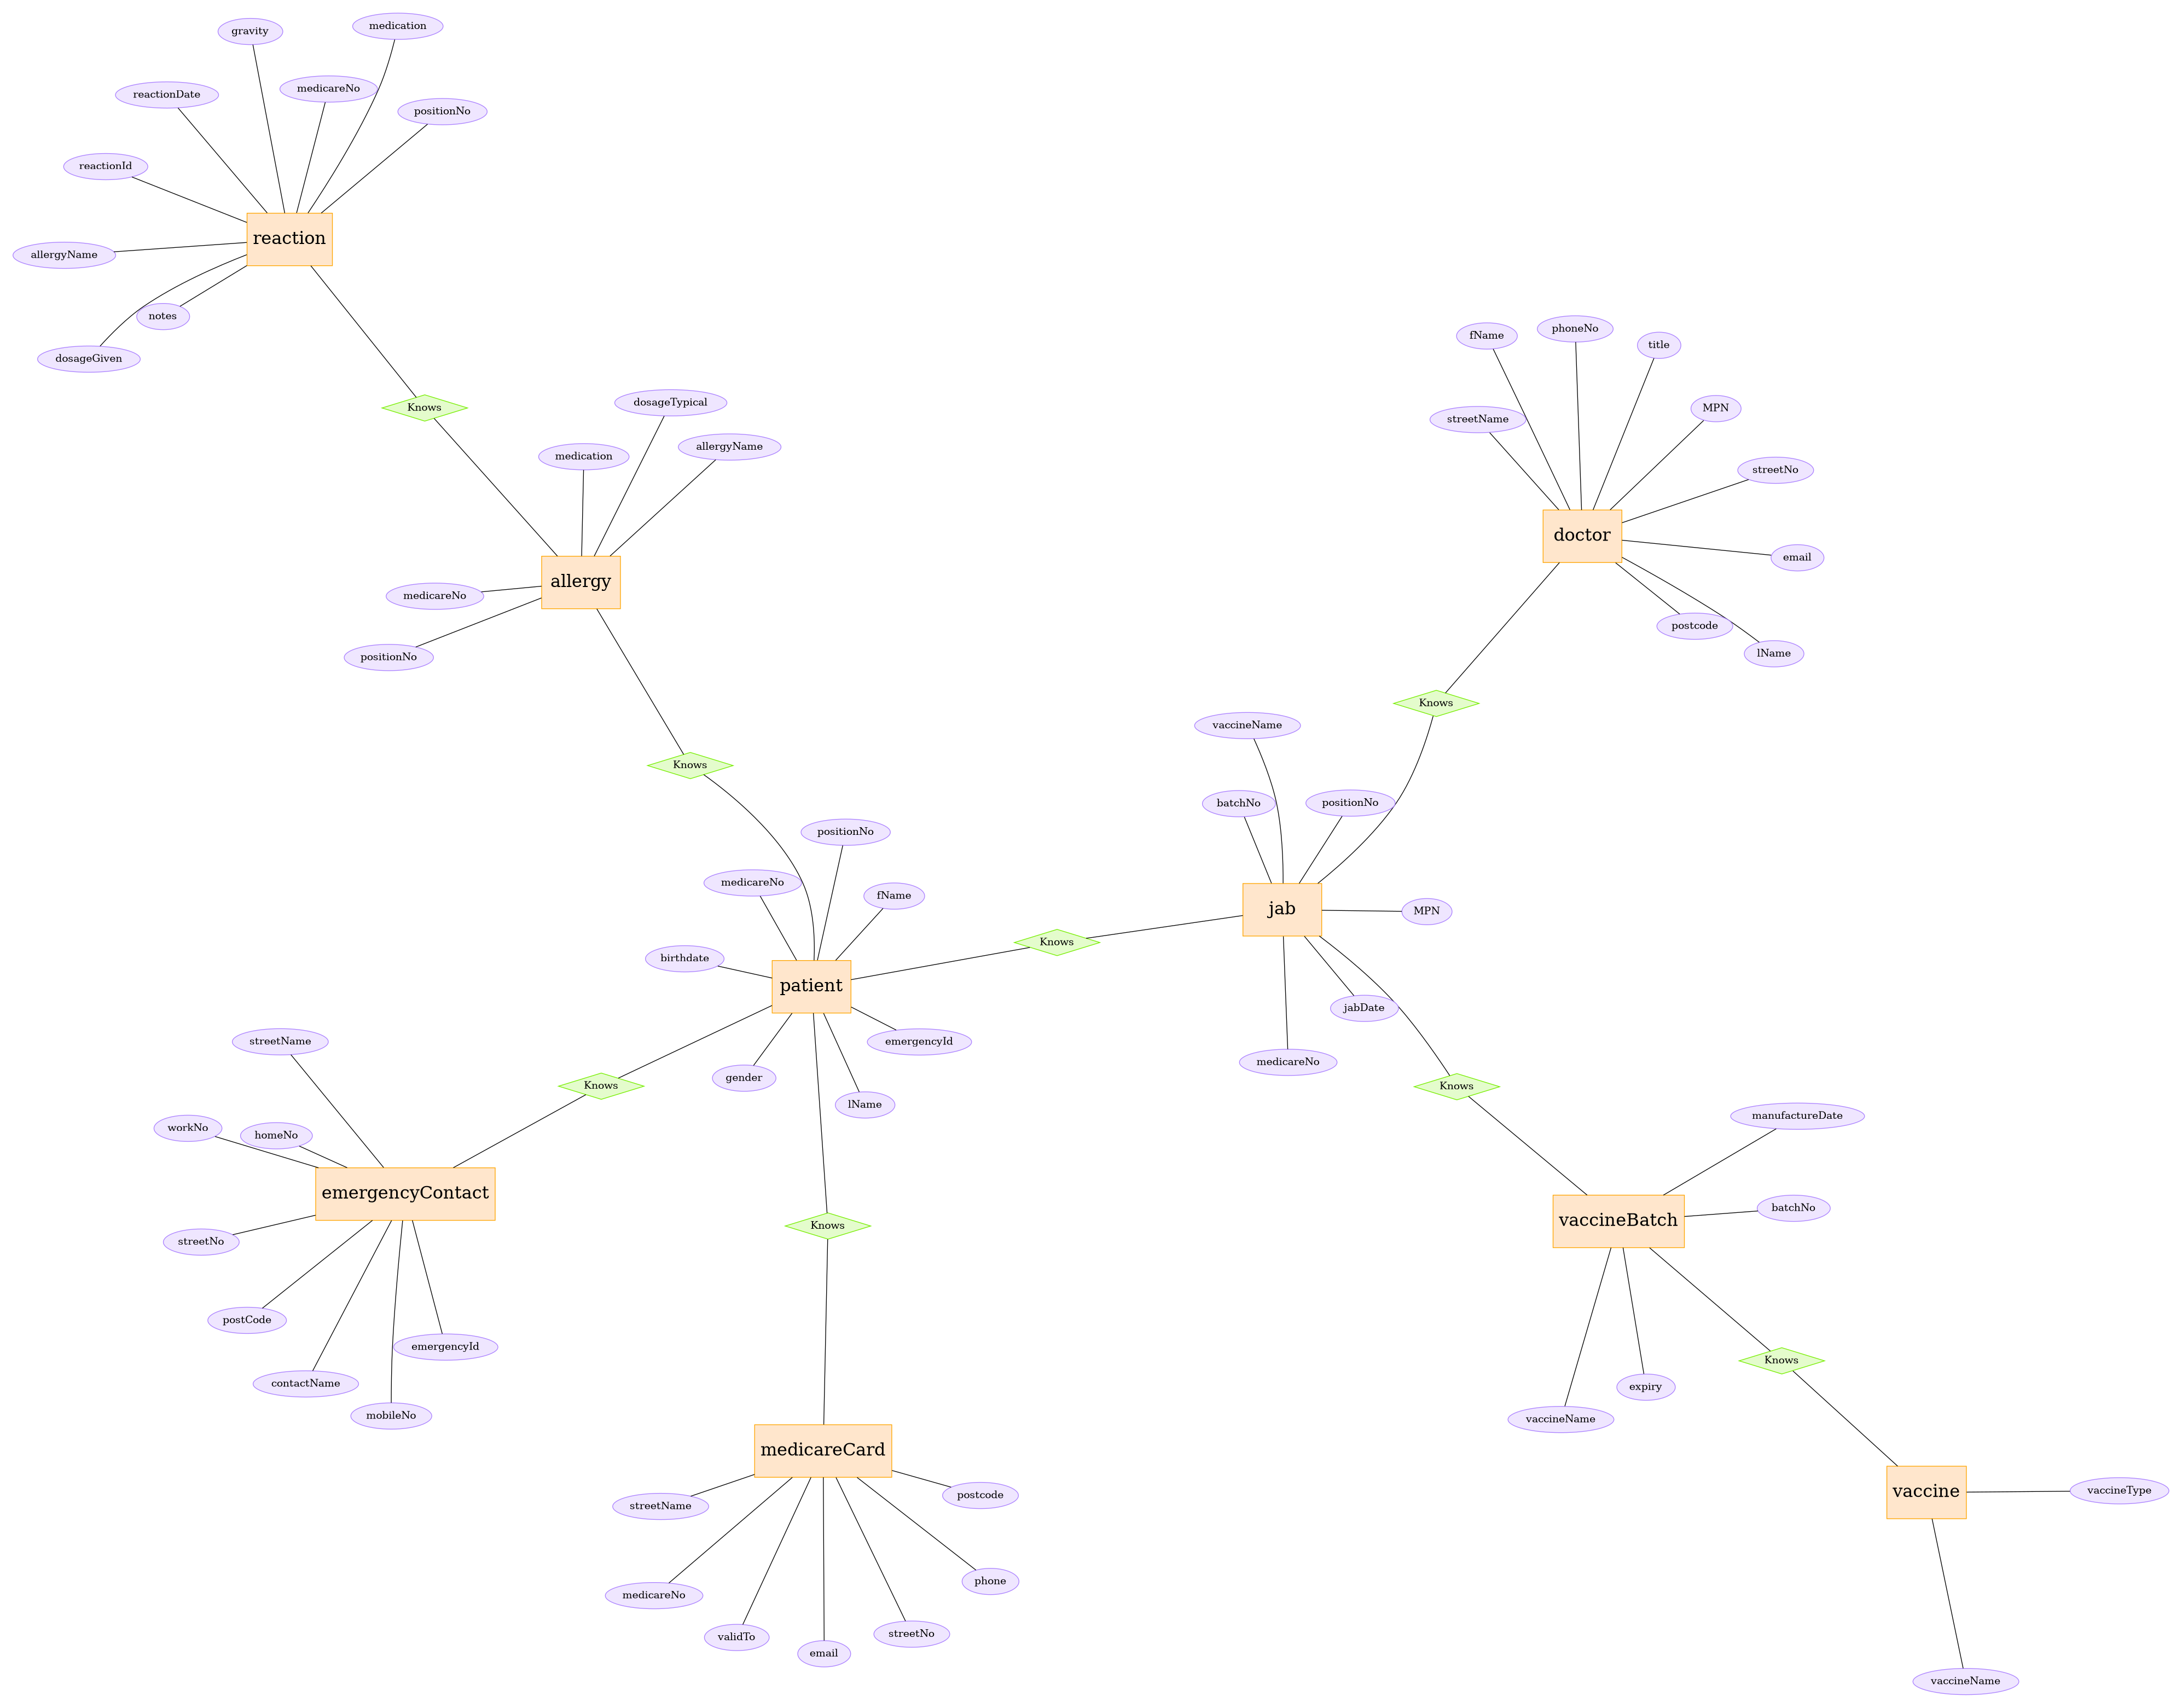 medication
gravity
medicareNo
reactionDate
positionNo
reactionId
reaction
allergyName
notes
dosageGiven
Knows
dosageTypical
allergyName
medication
allergy
medicareNo
positionNo
Knows
fName
phoneNo
title
MPN
streetName
streetNo
doctor
email
postcode
lName
Knows
vaccineName
batchNo
positionNo
jab
MPN
jabDate
medicareNo
positionNo
medicareNo
fName
Knows
birthdate
patient
emergencyId
gender
lName
Knows
streetName
workNo
homeNo
emergencyContact
streetNo
postCode
emergencyId
contactName
mobileNo
Knows
medicareCard
streetName
postcode
medicareNo
phone
validTo
streetNo
email
Knows
manufactureDate
batchNo
vaccineBatch
expiry
vaccineName
Knows
vaccine
vaccineType
vaccineName